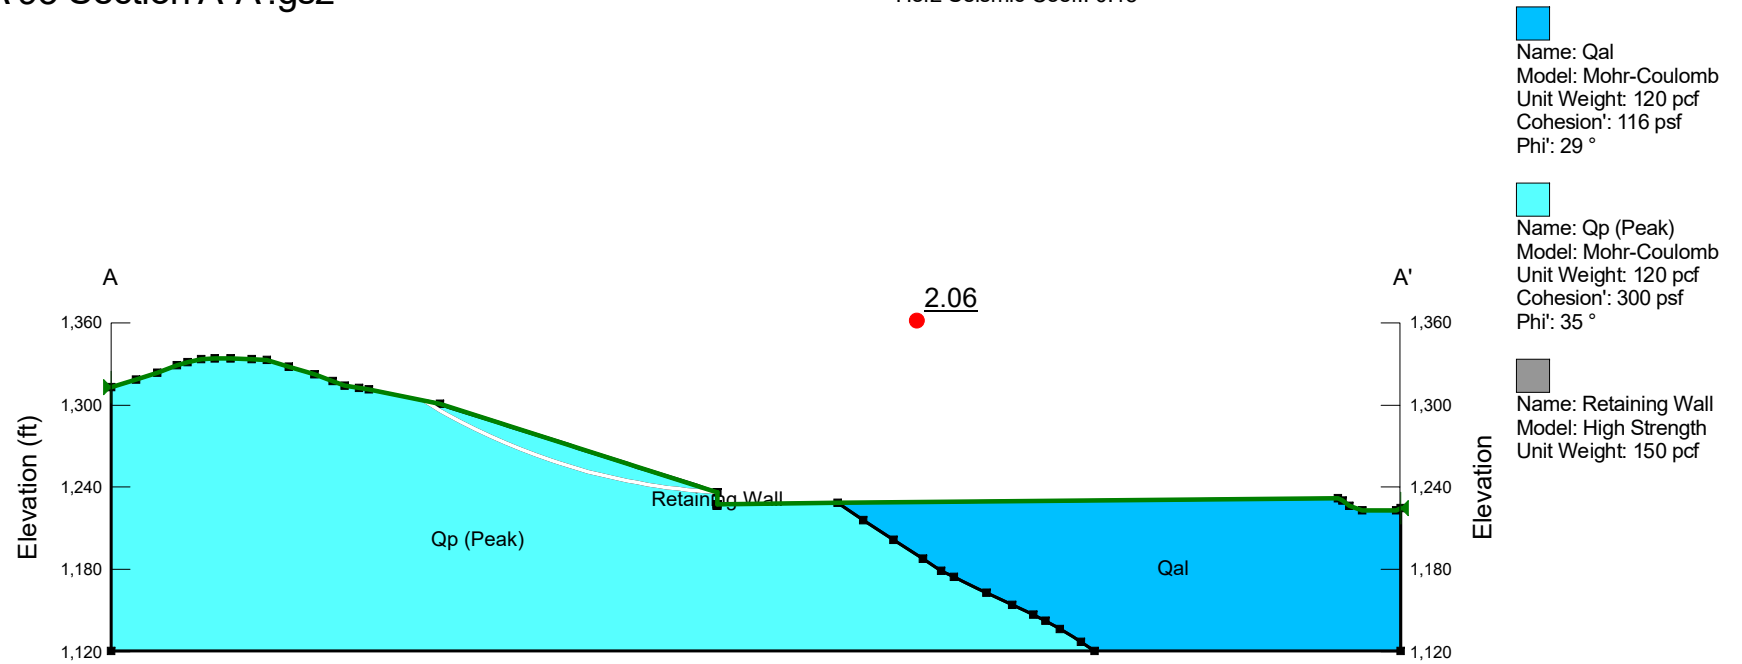 Name: Qal
Model: Mohr-Coulomb
Unit Weight: 120 pcf
Cohesion': 116 psf
Phi': 29 °
Name: Qp (Peak)
Model: Mohr-Coulomb
Unit Weight: 120 pcf
Cohesion': 300 psf
Phi': 35 °
Name: Retaining Wall
Model: High Strength
Unit Weight: 150 pcf
A
A'
2.06
1,360
1,300
1,240
1,180
1,120
Elevation (ft)
Retaining Wall
Qp (Peak)
Qal
1,360
1,300
1,240
1,180
1,120
Elevation